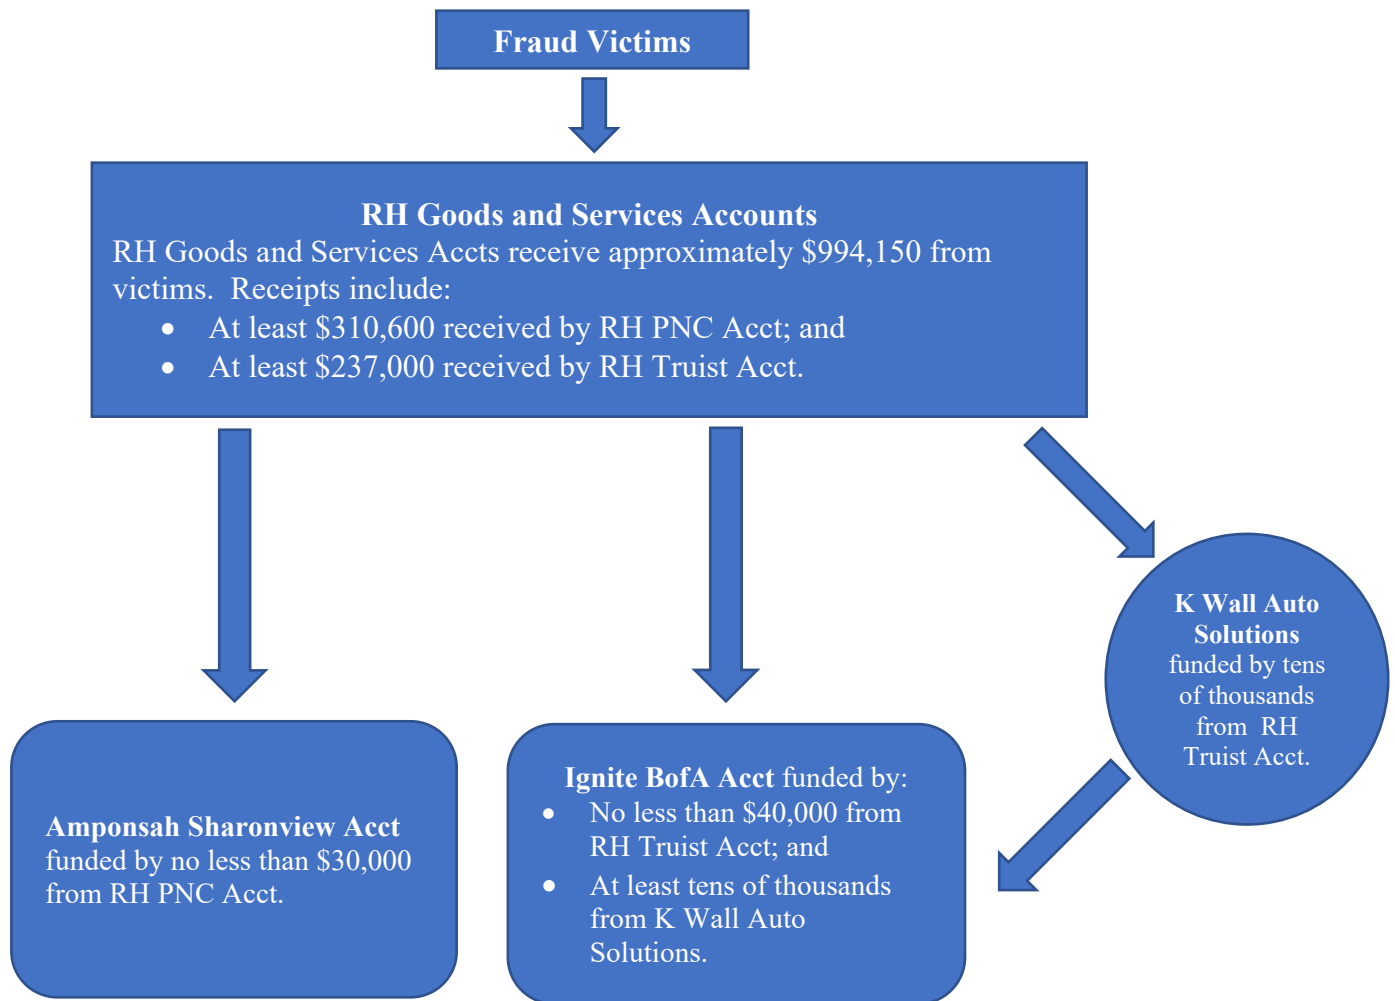 Fraud Victims
RH Goods and Services Accounts
RH Goods and Services Accts receive approximately $994,150 from
victims.  Receipts include:
• At least $310,600 received by RH PNC Acct; and
• At least $237,000 received by RH Truist Acct.
K Wall Auto
Solutions
funded by tens
of thousands
from  RH
Truist Acct.
Amponsah Sharonview Acct
funded by no less than $30,000
from RH PNC Acct.
Ignite BofA Acct funded by:
• No less than $40,000 from
RH Truist Acct; and
• At least tens of thousands
from K Wall Auto
Solutions.